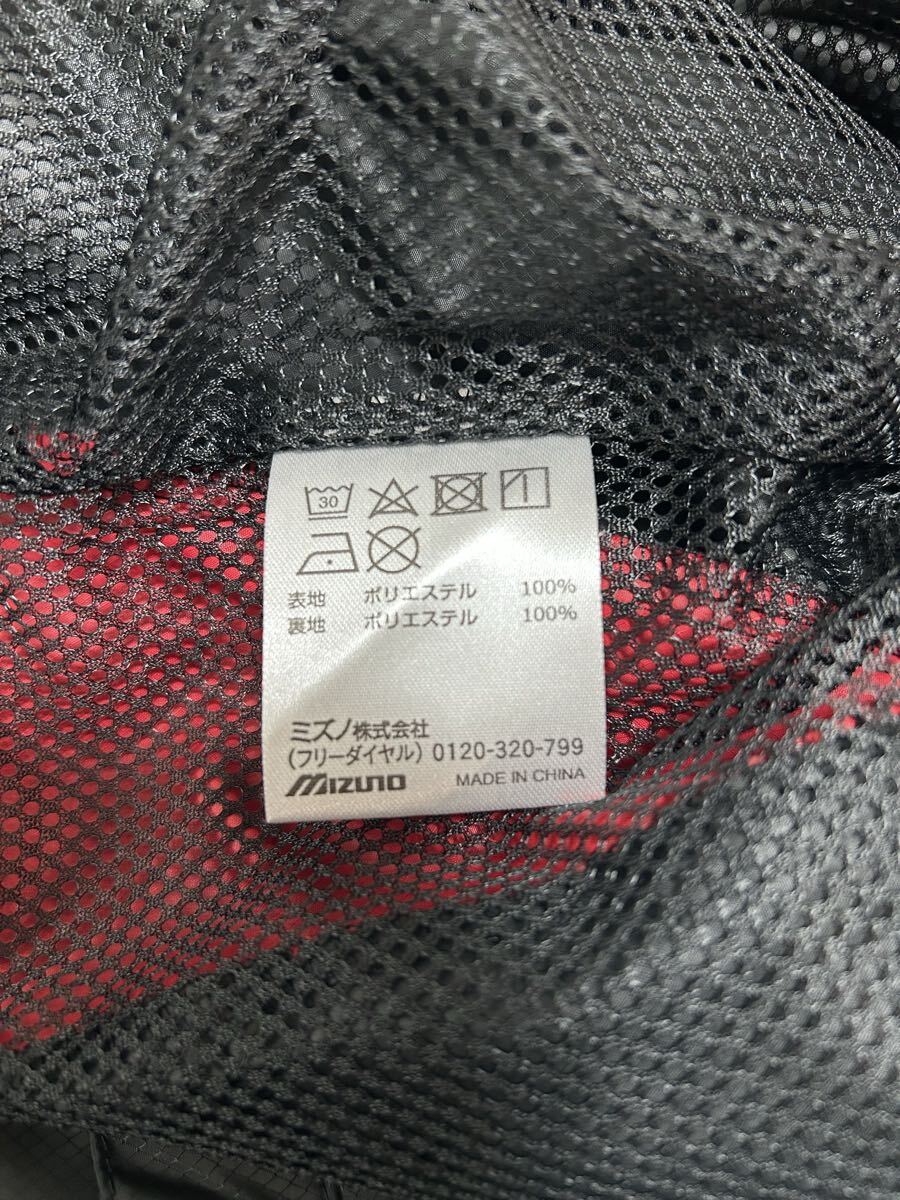 30
表地 ポリエステル 100%
裏地 ポリエステル 100%
ミズノ株式会社
(フリーダイヤル) 0120-320-799
MIZUNO MADE IN CHINA